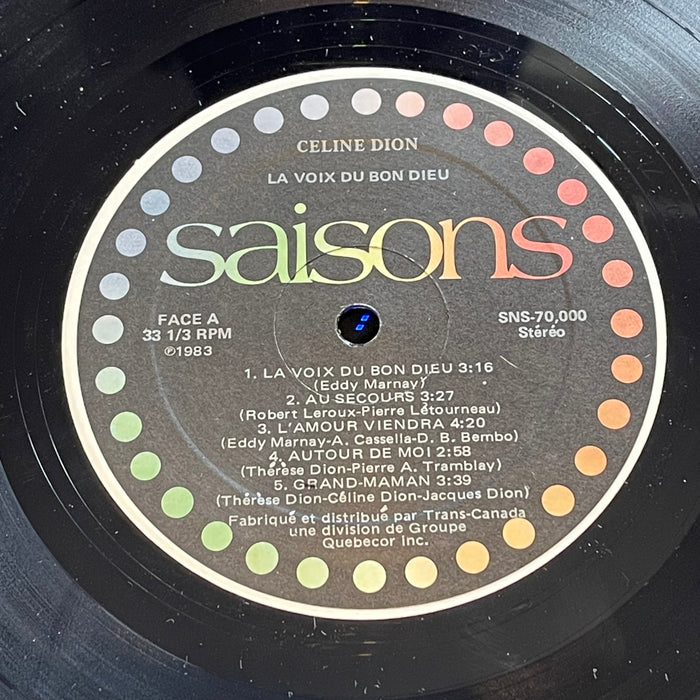 CELINE DION
LA VOIX DU BON DIEU
saisons
FACE A
33 1/3 RPM
℗1983
SNS-70,000
Stéréo
1. LA VOIX DU BON DIEU 3:16
(Eddy Marnay)
2. AU SECOURS 3:27
(Robert Leroux-Pierre Létourneau)
3. L'AMOUR VIENDRA 4:20
(Eddy Marnay-A. Cassella-D. B. Bembo)
4. AUTOUR DE MOI 2:58
(Thérèse Dion-Pierre A. Tramblay)
5. GRAND-MAMAN 3:39
(Thérèse Dion-Céline Dion-Jacques Dion)
Fabriqué et distribué par Trans-Canada
une division de Groupe
Quebecor Inc.